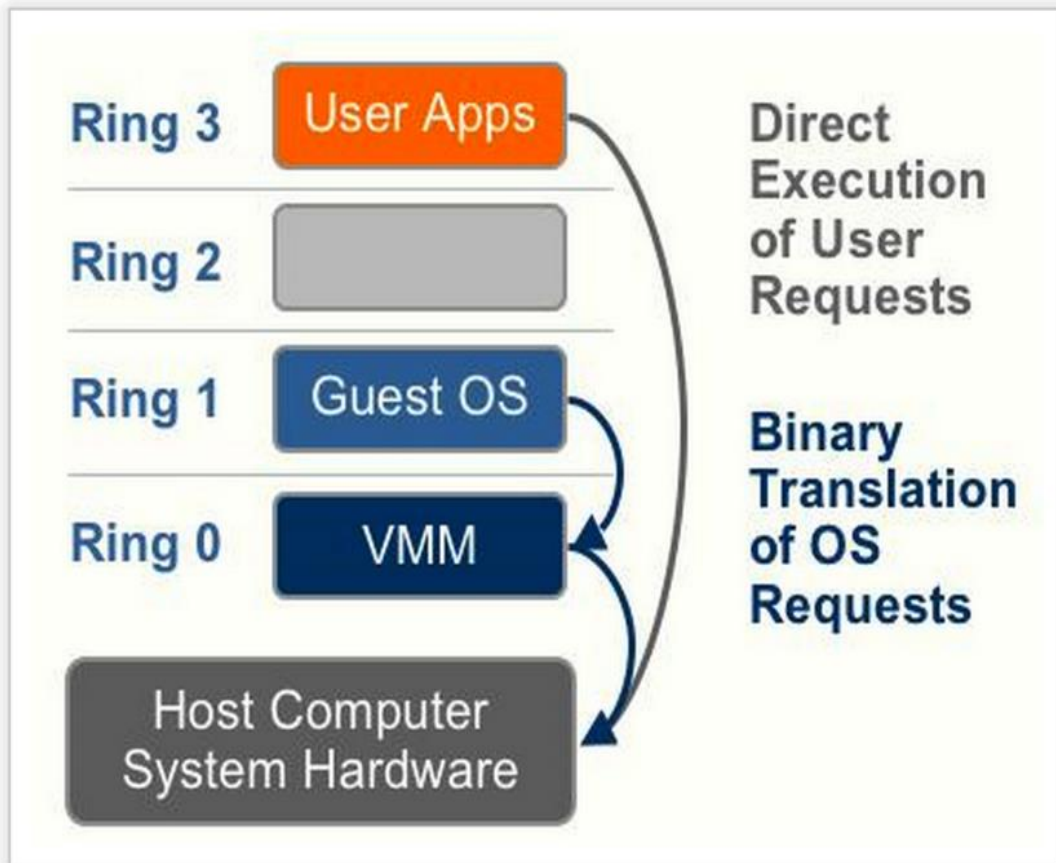 Ring 3
User Apps
Direct
Execution
of User
Requests
Ring 2
Ring 1
Guest OS
Binary
Translation
of OS
Requests
Ring 0
VMM
Host Computer
System Hardware